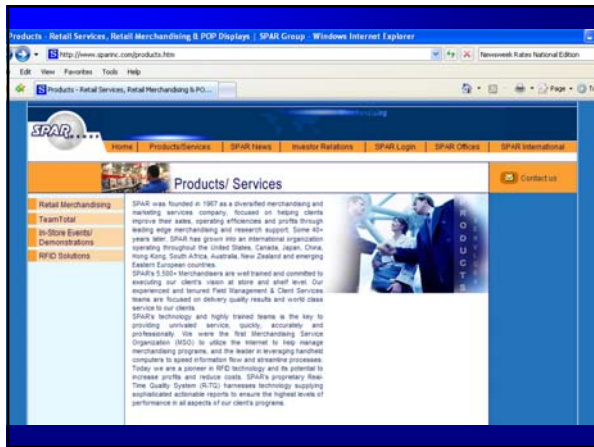 Products - Retail Services, Retail Merchandising & POP Displays | SPAR Group - Windows Internet Explorer
http://www.sparinc.com/products.htm
Newsweek Rates National Edition
Edit View Favorites Tools Help
Products - Retail Services, Retail Merchandising & PO...
Page
SPAR
Home Products/Services SPAR News Investor Relations SPAR Login SPAR Offices SPAR International
Products/ Services
Contact us
Retail Merchandising
TeamTotal
In-Store Events/
Demonstrations
RFID Solutions
SPAR was founded in 1967 as a diversified merchandising and
marketing services company, focused on helping clients
improve their sales, operating efficiencies and profits through
leading edge merchandising and research support. Some 40+
years later, SPAR has grown into an international organization
operating throughout the United States, Canada, Japan, China,
Hong Kong, South Africa, Australia, New Zealand and emerging
Eastern European countries.
SPAR's 5,500+ Merchandisers are well trained and committed to
executing our client's vision at store and shelf level. Our
experienced and tenured Field Management & Client Services
teams are focused on delivery quality results and world class
service to our clients.
SPAR's technology and highly trained teams is the key to
providing unrivaled service, quickly, accurately and
professionally. We were the first Merchandising Service
Organization (MSO) to utilize the Internet to help manage
merchandising programs, and the leader in leveraging handheld
computers to speed information flow and streamline processes.
Today we are a pioneer in RFID technology and its potential to
increase profits and reduce costs. SPAR's proprietary Real-
Time Quality System (R-TQ) harnesses technology supplying
sophisticated actionable reports to ensure the highest levels of
performance in all aspects of our client's programs.
PRODUCTS